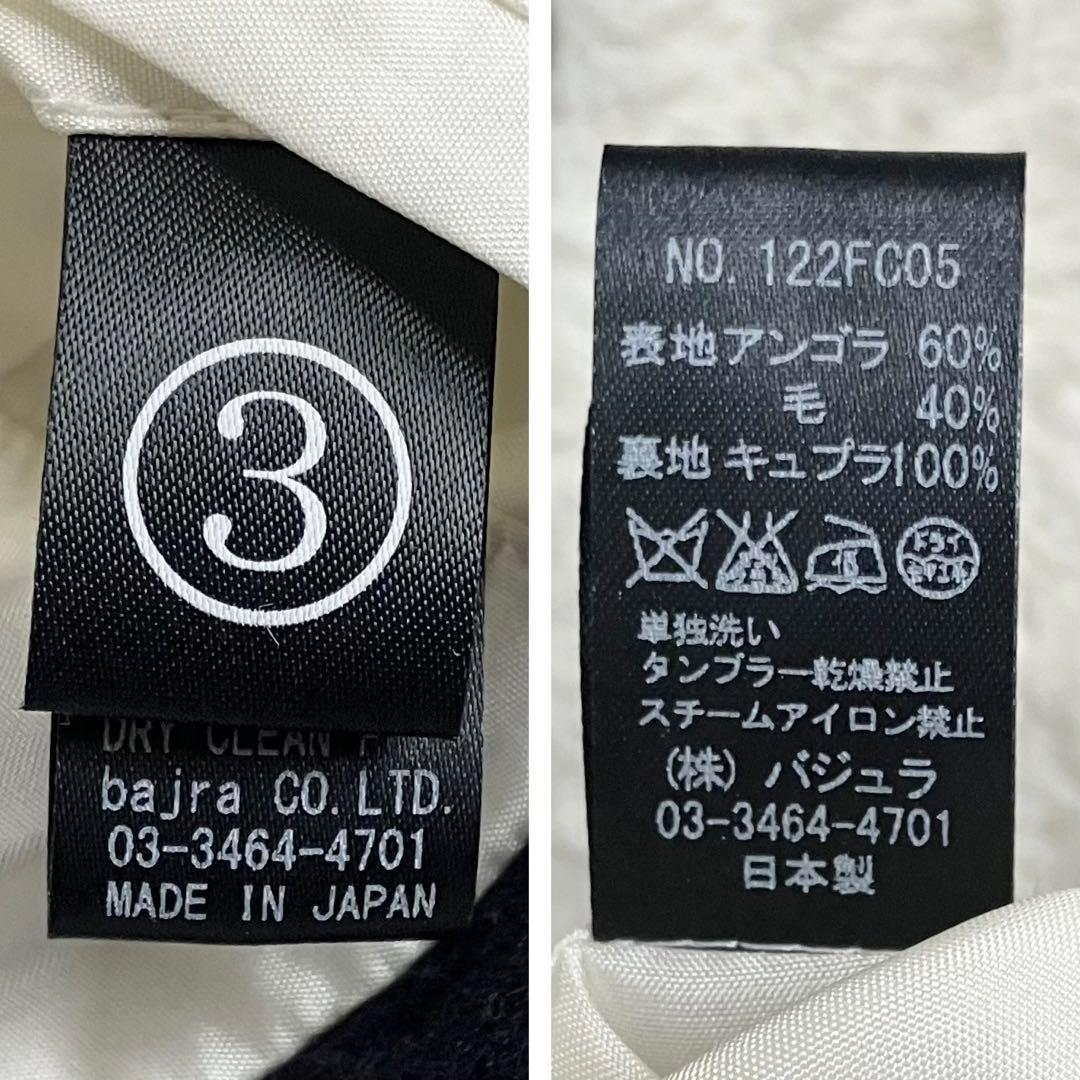 ③
DRY CLEAN
bajra CO. LTD.
03-3464-4701
MADE IN JAPAN
NO. 122FC05
表地 アンゴラ 60%
毛 40%
裏地 キュプラ 100%
単独洗い
タンブラー乾燥禁止
スチームアイロン禁止
(株) バジュラ
03-3464-4701
日本製